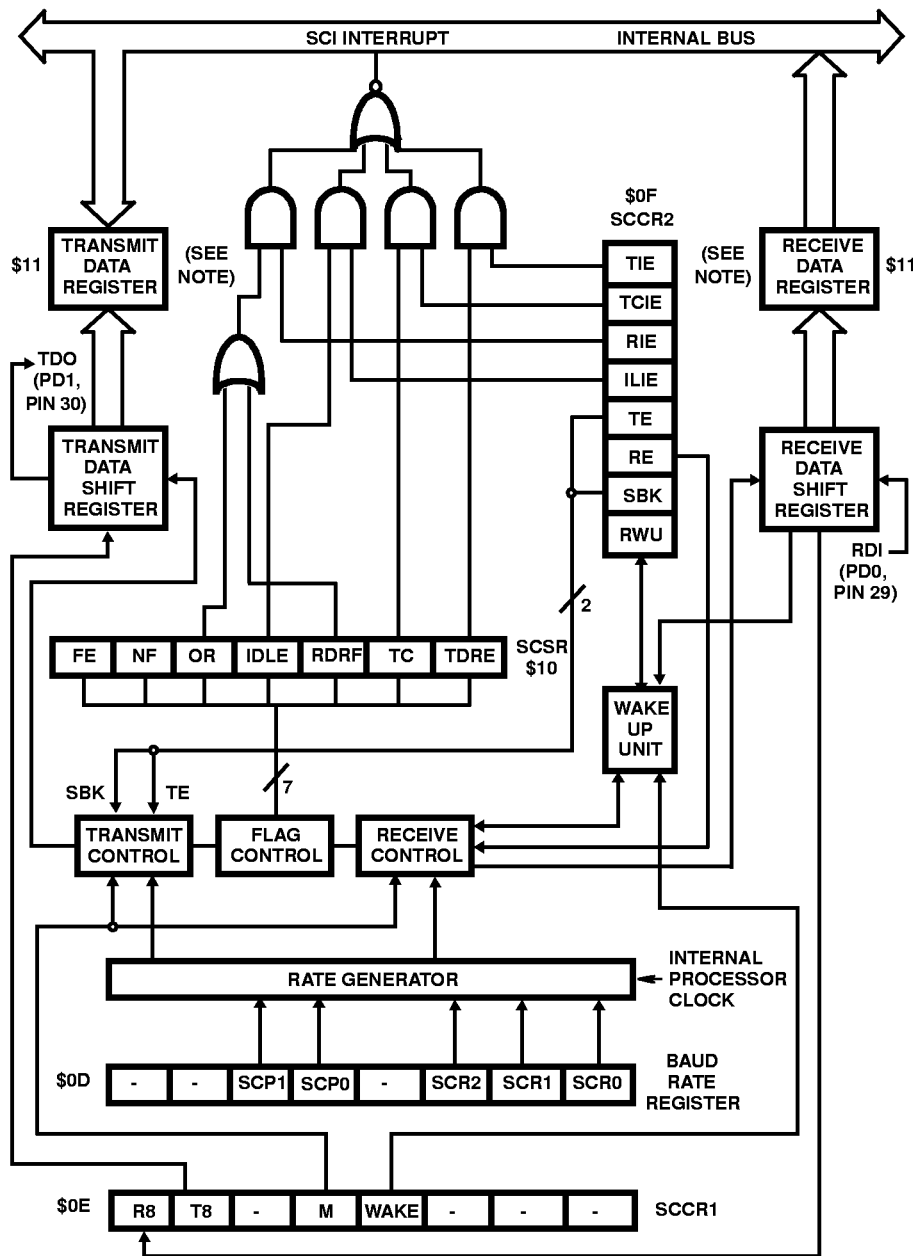 SCI INTERRUPT
INTERNAL BUS
$0F
SCCR2
$11
TRANSMIT
DATA
REGISTER
(SEE
NOTE)
TIE
TCIE
RIE
ILIE
TE
RE
SBK
RWU
(SEE
NOTE)
RECEIVE
DATA
REGISTER
$11
TDO
(PD1,
PIN 30)
TRANSMIT
DATA
SHIFT
REGISTER
RECEIVE
DATA
SHIFT
REGISTER
RDI
(PD0,
PIN 29)
2
FE
NF
OR
IDLE
RDRF
TC
TDRE
SCSR
$10
WAKE
UP
UNIT
7
SBK
TE
TRANSMIT
CONTROL
FLAG
CONTROL
RECEIVE
CONTROL
RATE GENERATOR
INTERNAL
PROCESSOR
CLOCK
$0D
-
-
SCP1
SCP0
-
SCR2
SCR1
SCR0
BAUD
RATE
REGISTER
$0E
R8
T8
-
M
WAKE
-
-
-
SCCR1